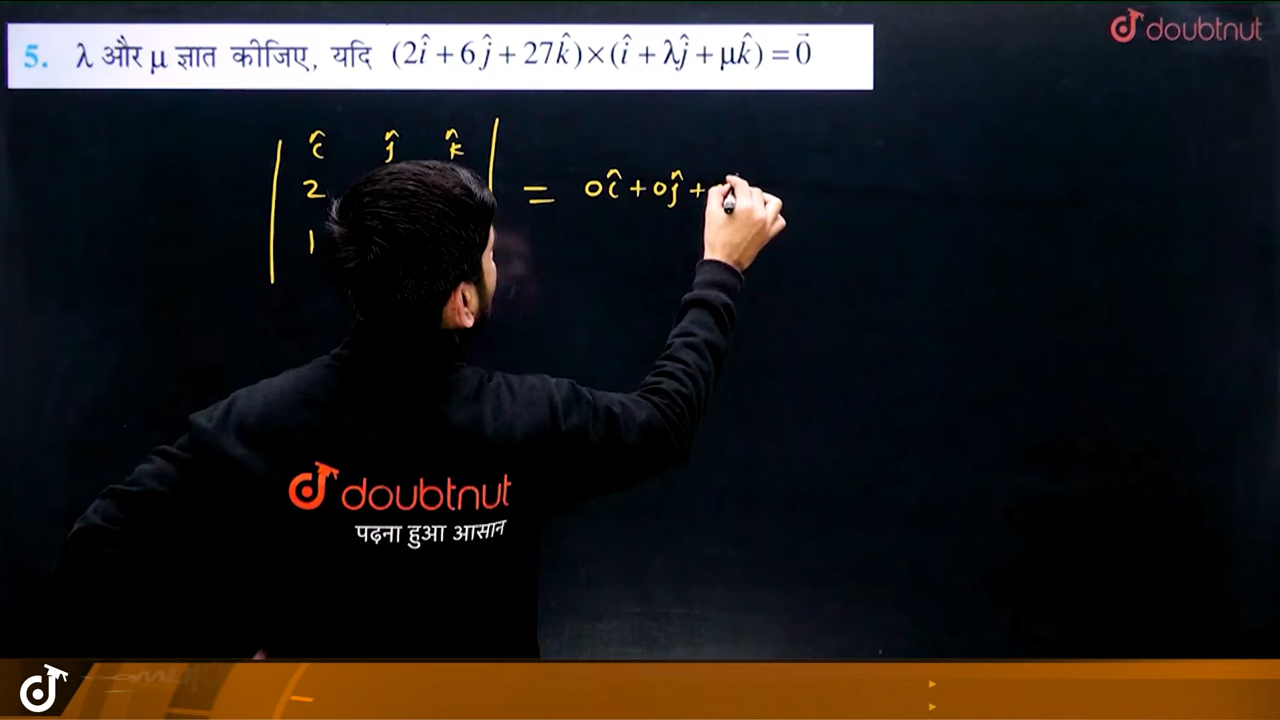 doubtnut
5. λ और μ ज्ञात कीजिए, यदि (2î + 6ĵ + 27k̂) × (î + λĵ + μk̂) = 0⃗
î ĵ k̂
2 = 0î + 0ĵ +
1
doubtnut
पढ़ना हुआ आसान